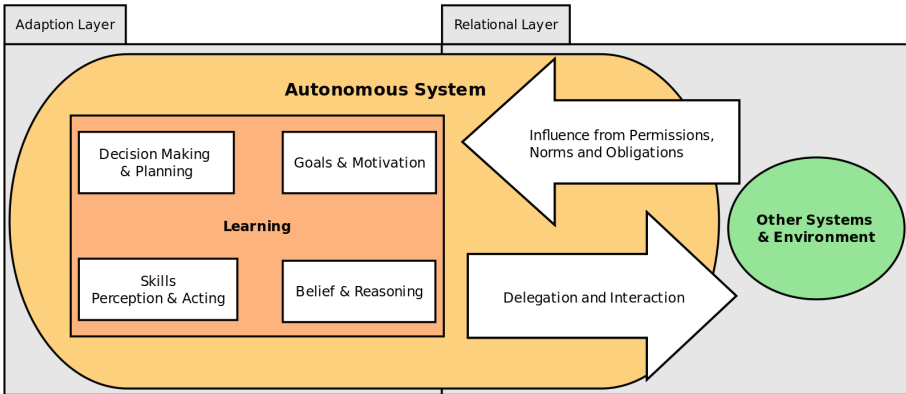 Adaption Layer
Relational Layer
Autonomous System
Decision Making
& Planning
Goals & Motivation
Learning
Skills
Perception & Acting
Belief & Reasoning
Influence from Permissions,
Norms and Obligations
Delegation and Interaction
Other Systems
& Environment